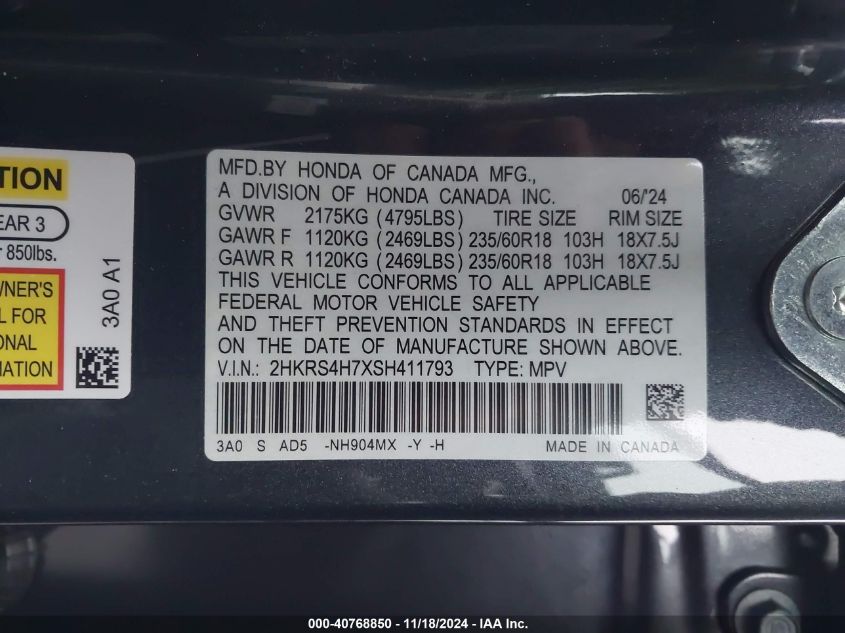 TION
EAR 3
r 850lbs.
WNER'S
L FOR
ONAL
MATION
3A0 A1
MFD.BY HONDA OF CANADA MFG.,
A DIVISION OF HONDA CANADA INC. 06/'24
GVWR 2175KG (4795LBS) TIRE SIZE RIM SIZE
GAWR F 1120KG (2469LBS) 235/60R18 103H 18X7.5J
GAWR R 1120KG (2469LBS) 235/60R18 103H 18X7.5J
THIS VEHICLE CONFORMS TO ALL APPLICABLE
FEDERAL MOTOR VEHICLE SAFETY
AND THEFT PREVENTION STANDARDS IN EFFECT
ON THE DATE OF MANUFACTURE SHOWN ABOVE.
V.I.N.: 2HKRS4H7XSH411793 TYPE: MPV
3A0 S AD5 -NH904MX -Y -H MADE IN CANADA
000-40768850 - 11/18/2024 - IAA Inc.